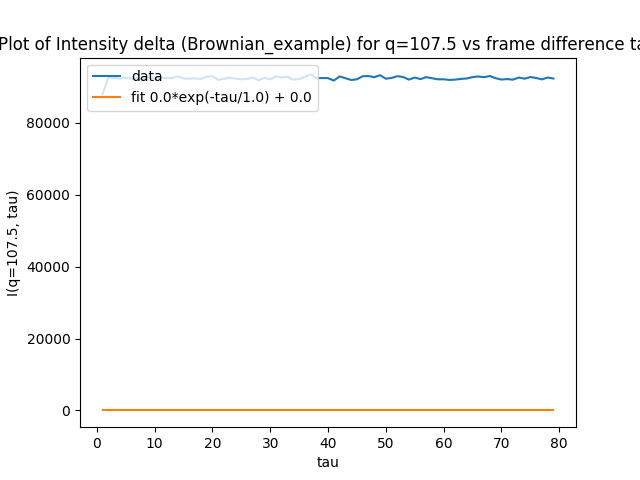 Plot of Intensity delta (Brownian_example) for q=107.5 vs frame difference
data
fit 0.0*exp(-tau/1.0) + 0.0
I(q=107.5, tau)
80000
60000
40000
20000
0
0 10 20 30 40 50 60 70 80
tau